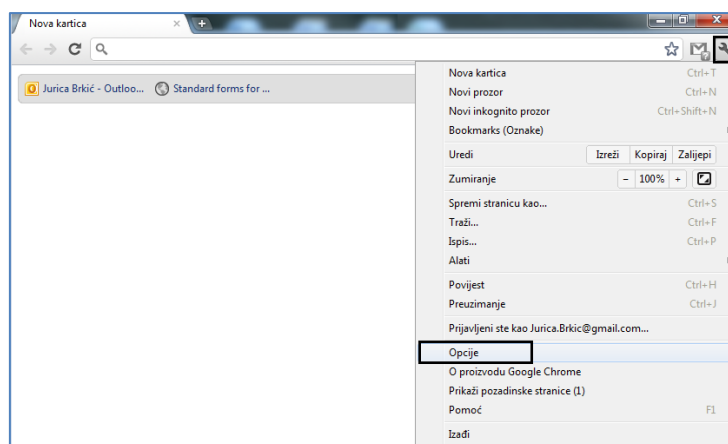 Nova kartica
Jurica Brkić - Outloo... Standard forms for ...
Nova kartica Ctrl+T
Novi prozor Ctrl+N
Novi inkognito prozor Ctrl+Shift+N
Bookmarks (Oznake)
Uredi Izreži Kopiraj Zalijepi
Zumiranje - 100% +
Spremi stranicu kao... Ctrl+S
Traži... Ctrl+F
Ispis... Ctrl+P
Alati
Povijest Ctrl+H
Preuzimanje Ctrl+J
Prijavljeni ste kao Jurica.Brkic@gmail.com...
Opcije
O proizvodu Google Chrome
Prikaži pozadinske stranice (1)
Pomoć F1
Izađi